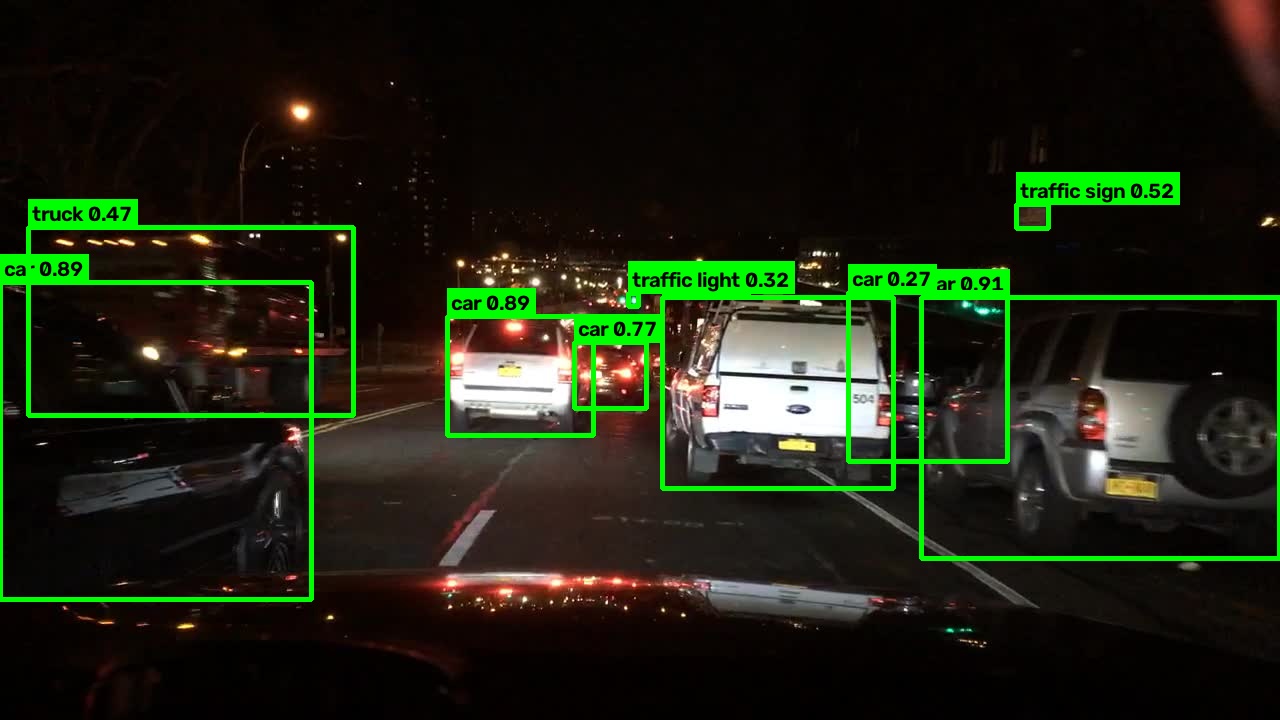 traffic sign 0.52
truck 0.47
ca 0.89
traffic light 0.32
car 0.27
ar 0.91
car 0.89
car 0.77
504